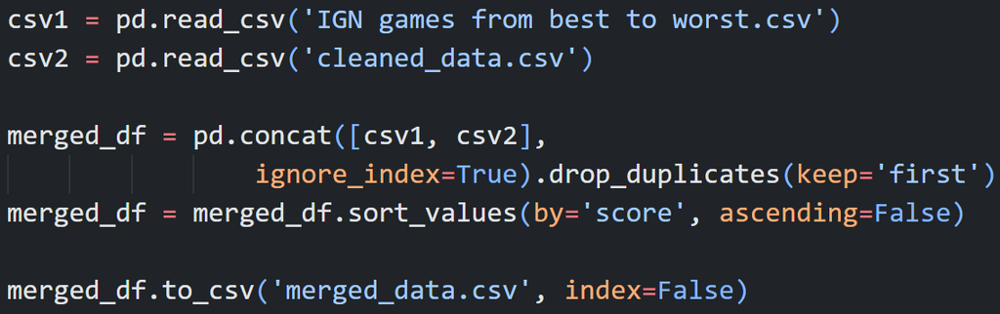 csv1 = pd.read_csv('IGN games from best to worst.csv')
csv2 = pd.read_csv('cleaned_data.csv')
merged_df = pd.concat([csv1, csv2],
ignore_index=True).drop_duplicates(keep='first')
merged_df = merged_df.sort_values(by='score', ascending=False)
merged_df.to_csv('merged_data.csv', index=False)